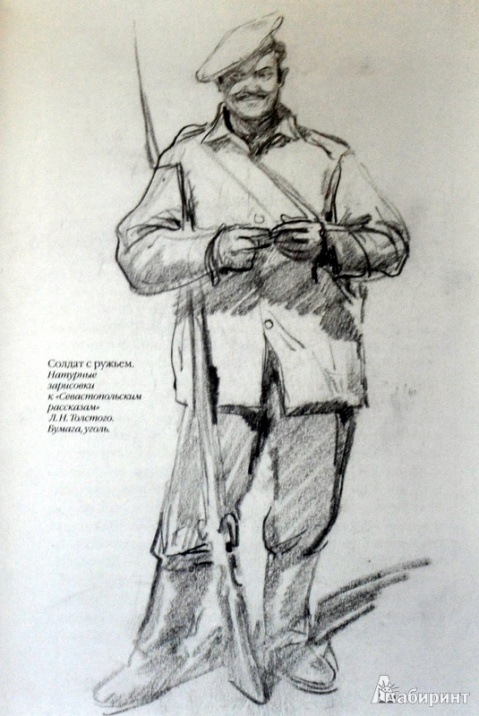 Солдат с ружьем.
Натурные
зарисовки
к «Севастопольским
рассказам»
Л. Н. Толстого.
Бумага, уголь.
Лабиринт